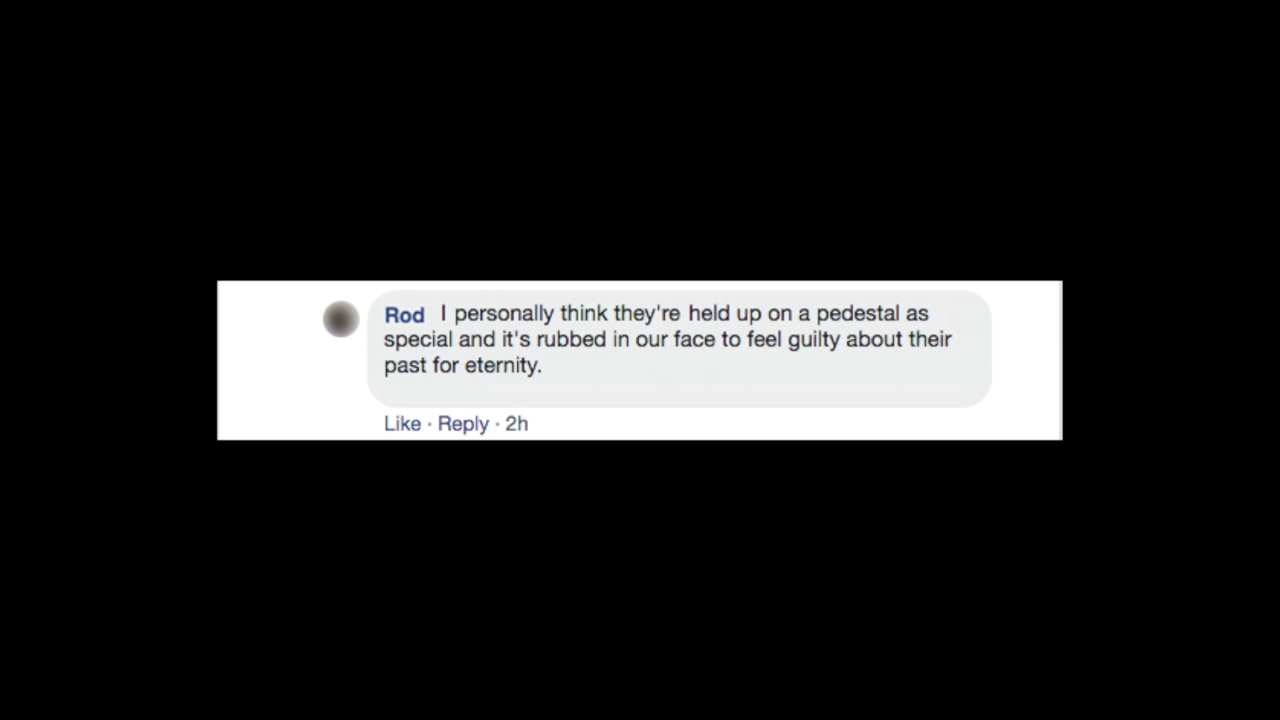 Rod I personally think they're held up on a pedestal as
special and it's rubbed in our face to feel guilty about their
past for eternity.
Like · Reply · 2h